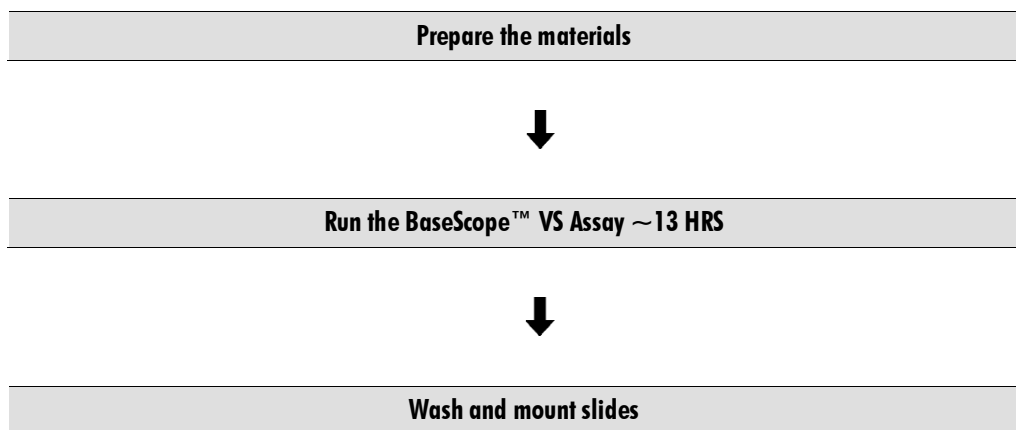 Prepare the materials
Run the BaseScope™ VS Assay ~13 HRS
Wash and mount slides